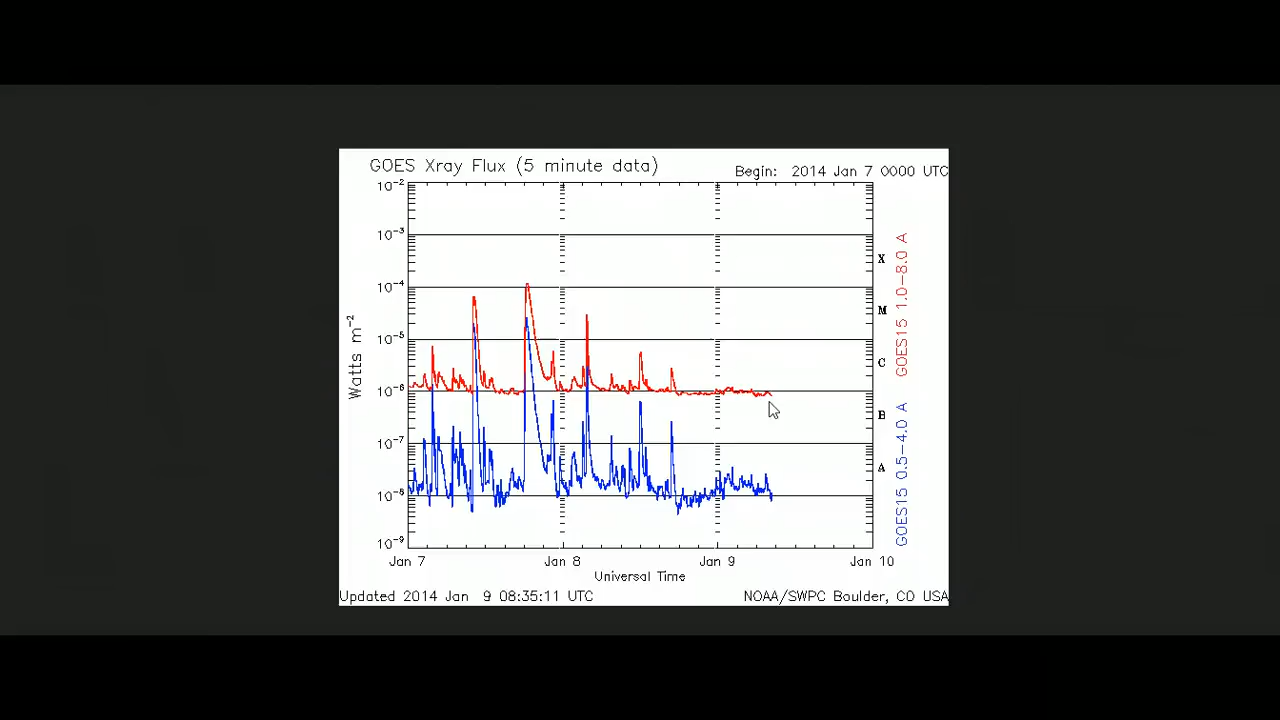 GOES Xray Flux (5 minute data)
Begin: 2014 Jan 7 0000 UTC
10⁻²
10⁻³
10⁻⁴
10⁻⁵
10⁻⁶
10⁻⁷
10⁻⁸
10⁻⁹
Watts m⁻²
X
M
C
B
A
GOES15 1.0-8.0 A
GOES15 0.5-4.0 A
Jan 7
Jan 8
Jan 9
Jan 10
Universal Time
Updated 2014 Jan 9 08:35:11 UTC
NOAA/SWPC Boulder, CO USA